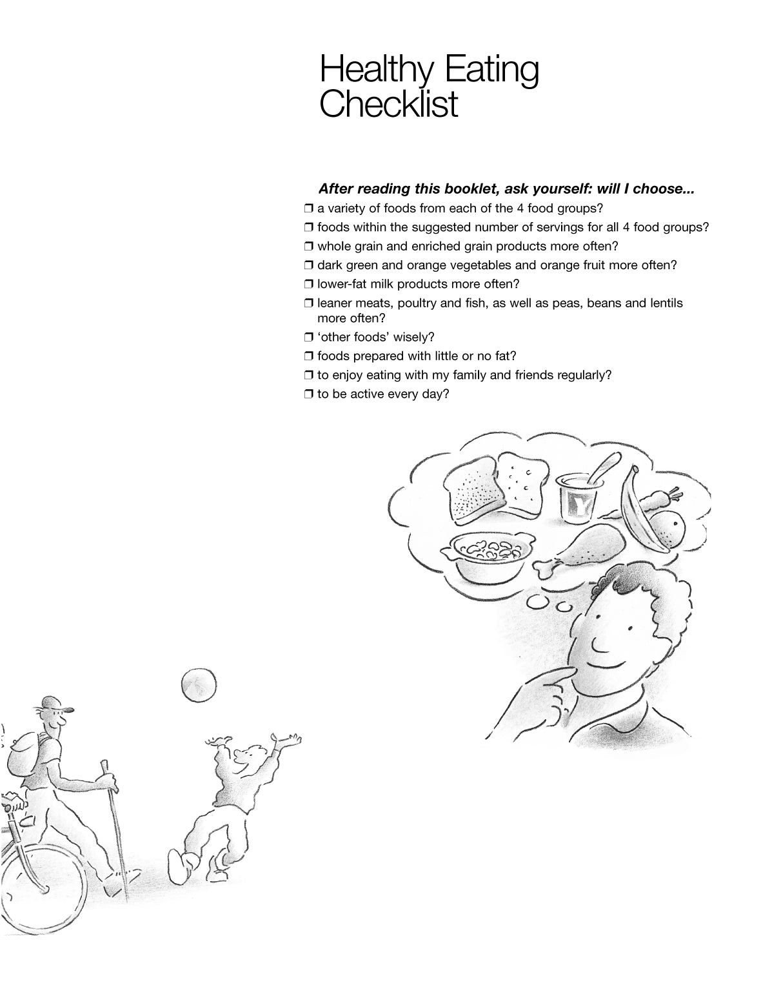 Healthy Eating
Checklist
After reading this booklet, ask yourself: will I choose...
❒ a variety of foods from each of the 4 food groups?
❒ foods within the suggested number of servings for all 4 food groups?
❒ whole grain and enriched grain products more often?
❒ dark green and orange vegetables and orange fruit more often?
❒ lower-fat milk products more often?
❒ leaner meats, poultry and fish, as well as peas, beans and lentils
more often?
❒ ‘other foods’ wisely?
❒ foods prepared with little or no fat?
❒ to enjoy eating with my family and friends regularly?
❒ to be active every day?
Y